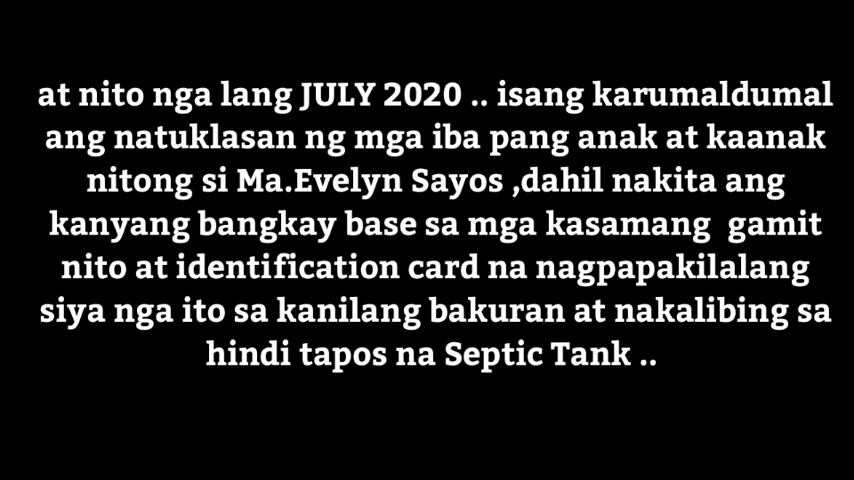 at nito nga lang JULY 2020 .. isang karumaldumal
ang natuklasan ng mga iba pang anak at kaanak
nitong si Ma.Evelyn Sayos ,dahil nakita ang
kanyang bangkay base sa mga kasamang  gamit
nito at identification card na nagpapakilalang
siya nga ito sa kanilang bakuran at nakalibing sa
hindi tapos na Septic Tank ..